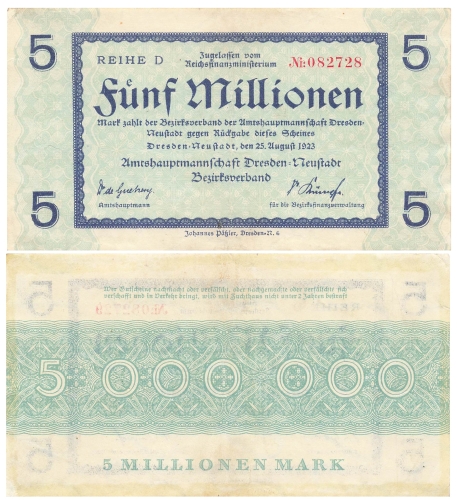 5 5
REIHE D
Zugelassen vom
Reichsfinanzministerium
№:082728
Fünf Millionen
Mark zahlt der Bezirksverband der Amtshauptmannschaft Dresden-
Neustadt gegen Rückgabe dieses Scheines
Dresden-Neustadt, den 25. August 1923
Amtshauptmannschaft Dresden-Neustadt
Bezirksverband
5 5
Amtshauptmann
für die Bezirksfinanzverwaltung
Johannes Päßler, Dresden-N. 6
Wer Gutscheine nachmacht oder verfälscht, oder nachgemachte oder verfälschte sich
verschafft und in Verkehr bringt, wird mit Zuchthaus nicht unter 2 Jahren bestraft
5 000 000
5 MILLIONEN MARK